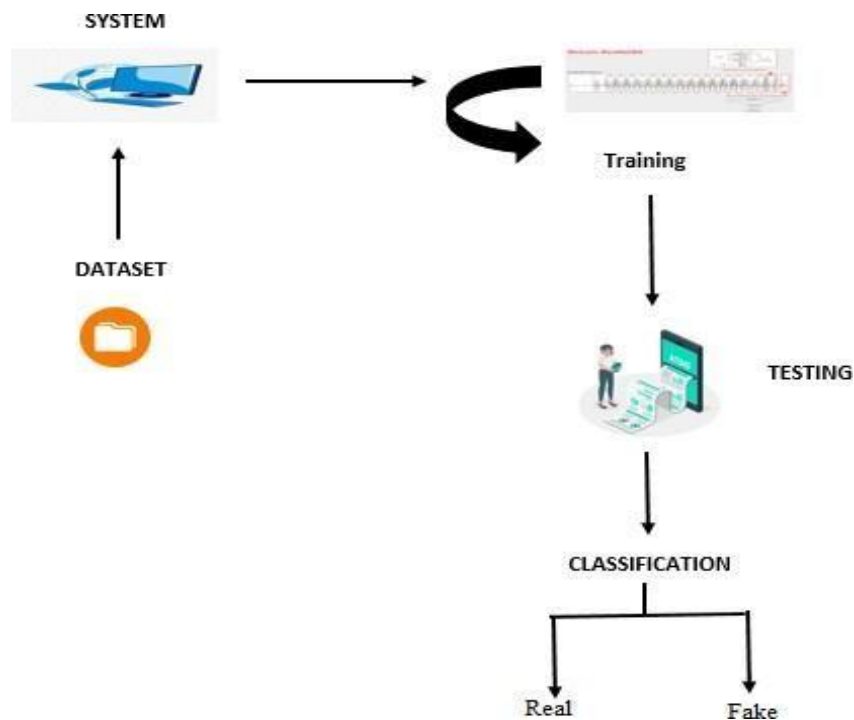 SYSTEM
Training
DATASET
TESTING
CLASSIFICATION
Real
Fake